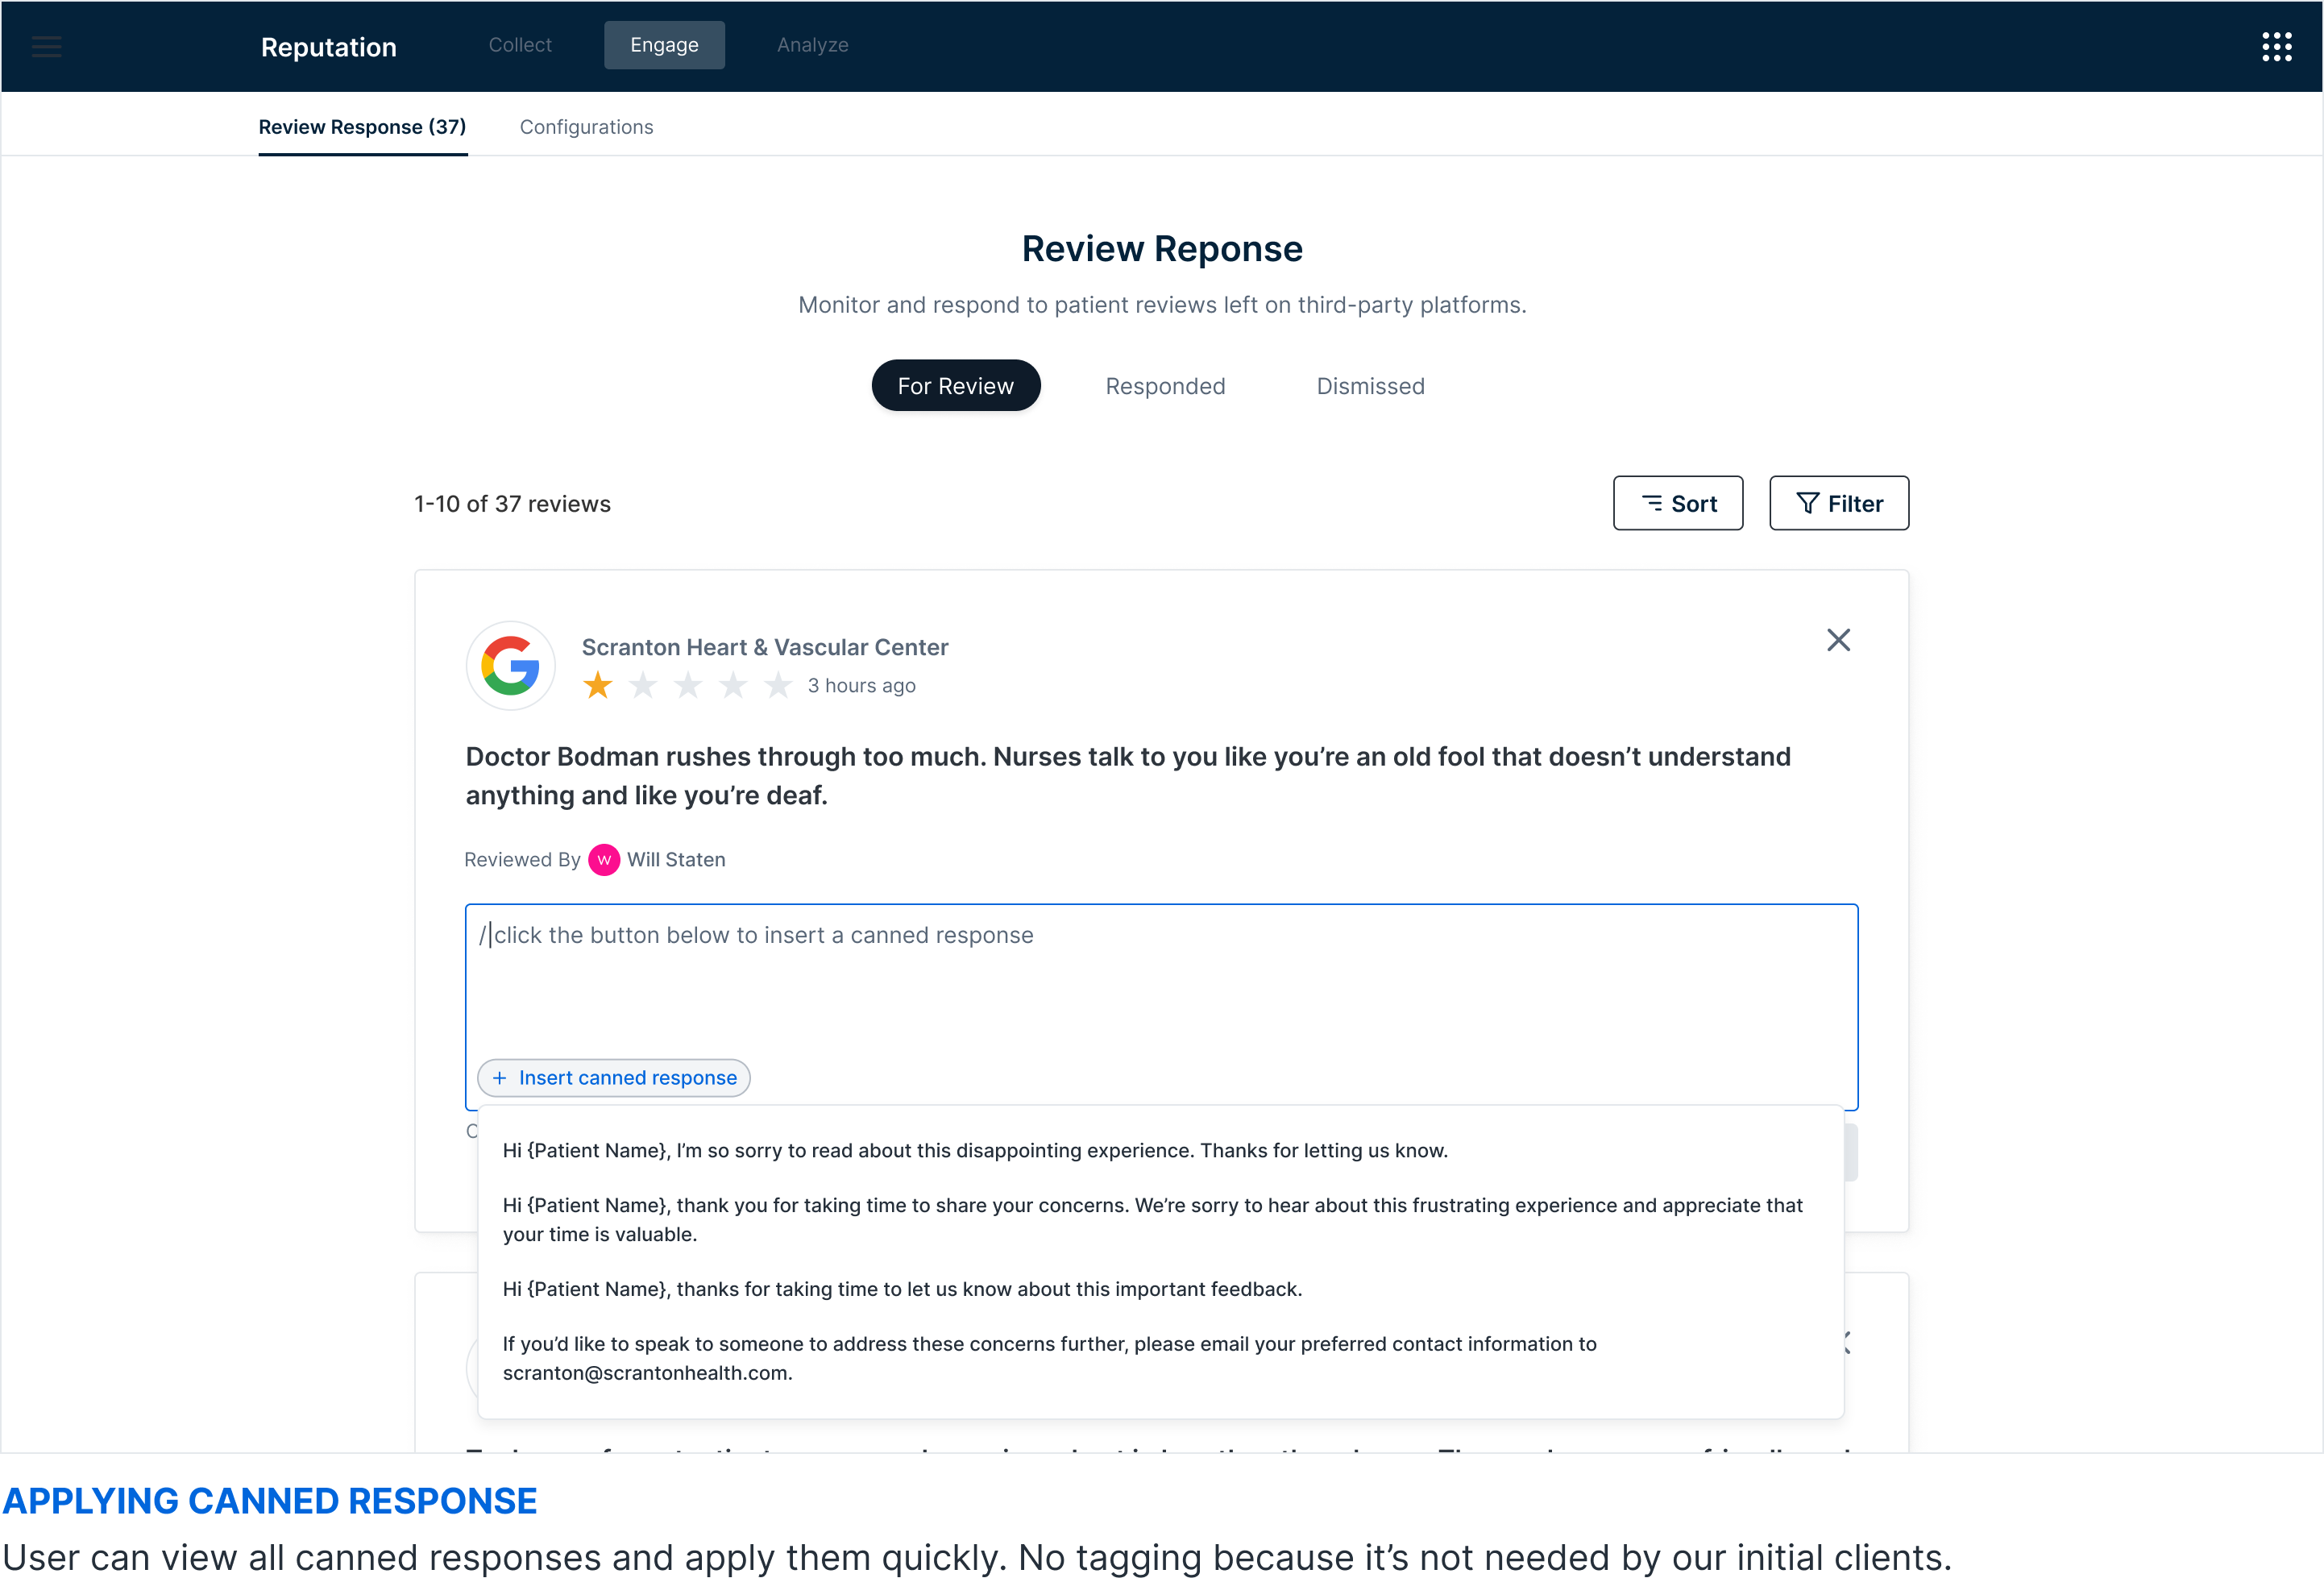 Reputation Collect Engage Analyze
Review Response (37) Configurations
Review Reponse
Monitor and respond to patient reviews left on third-party platforms.
For Review Responded Dismissed
1-10 of 37 reviews Sort Filter
Scranton Heart & Vascular Center
3 hours ago
Doctor Bodman rushes through too much. Nurses talk to you like you’re an old fool that doesn’t understand
anything and like you’re deaf.
Reviewed By W Will Staten
/click the button below to insert a canned response
+ Insert canned response
Hi {Patient Name}, I’m so sorry to read about this disappointing experience. Thanks for letting us know.
Hi {Patient Name}, thank you for taking time to share your concerns. We’re sorry to hear about this frustrating experience and appreciate that
your time is valuable.
Hi {Patient Name}, thanks for taking time to let us know about this important feedback.
If you’d like to speak to someone to address these concerns further, please email your preferred contact information to
scranton@scrantonhealth.com.
APPLYING CANNED RESPONSE
User can view all canned responses and apply them quickly. No tagging because it’s not needed by our initial clients.